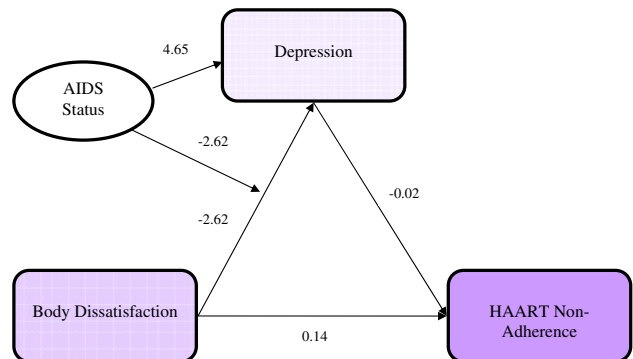 4.65
Depression
AIDS
Status
-2.62
-0.02
-2.62
Body Dissatisfaction
HAART Non-
Adherence
0.14